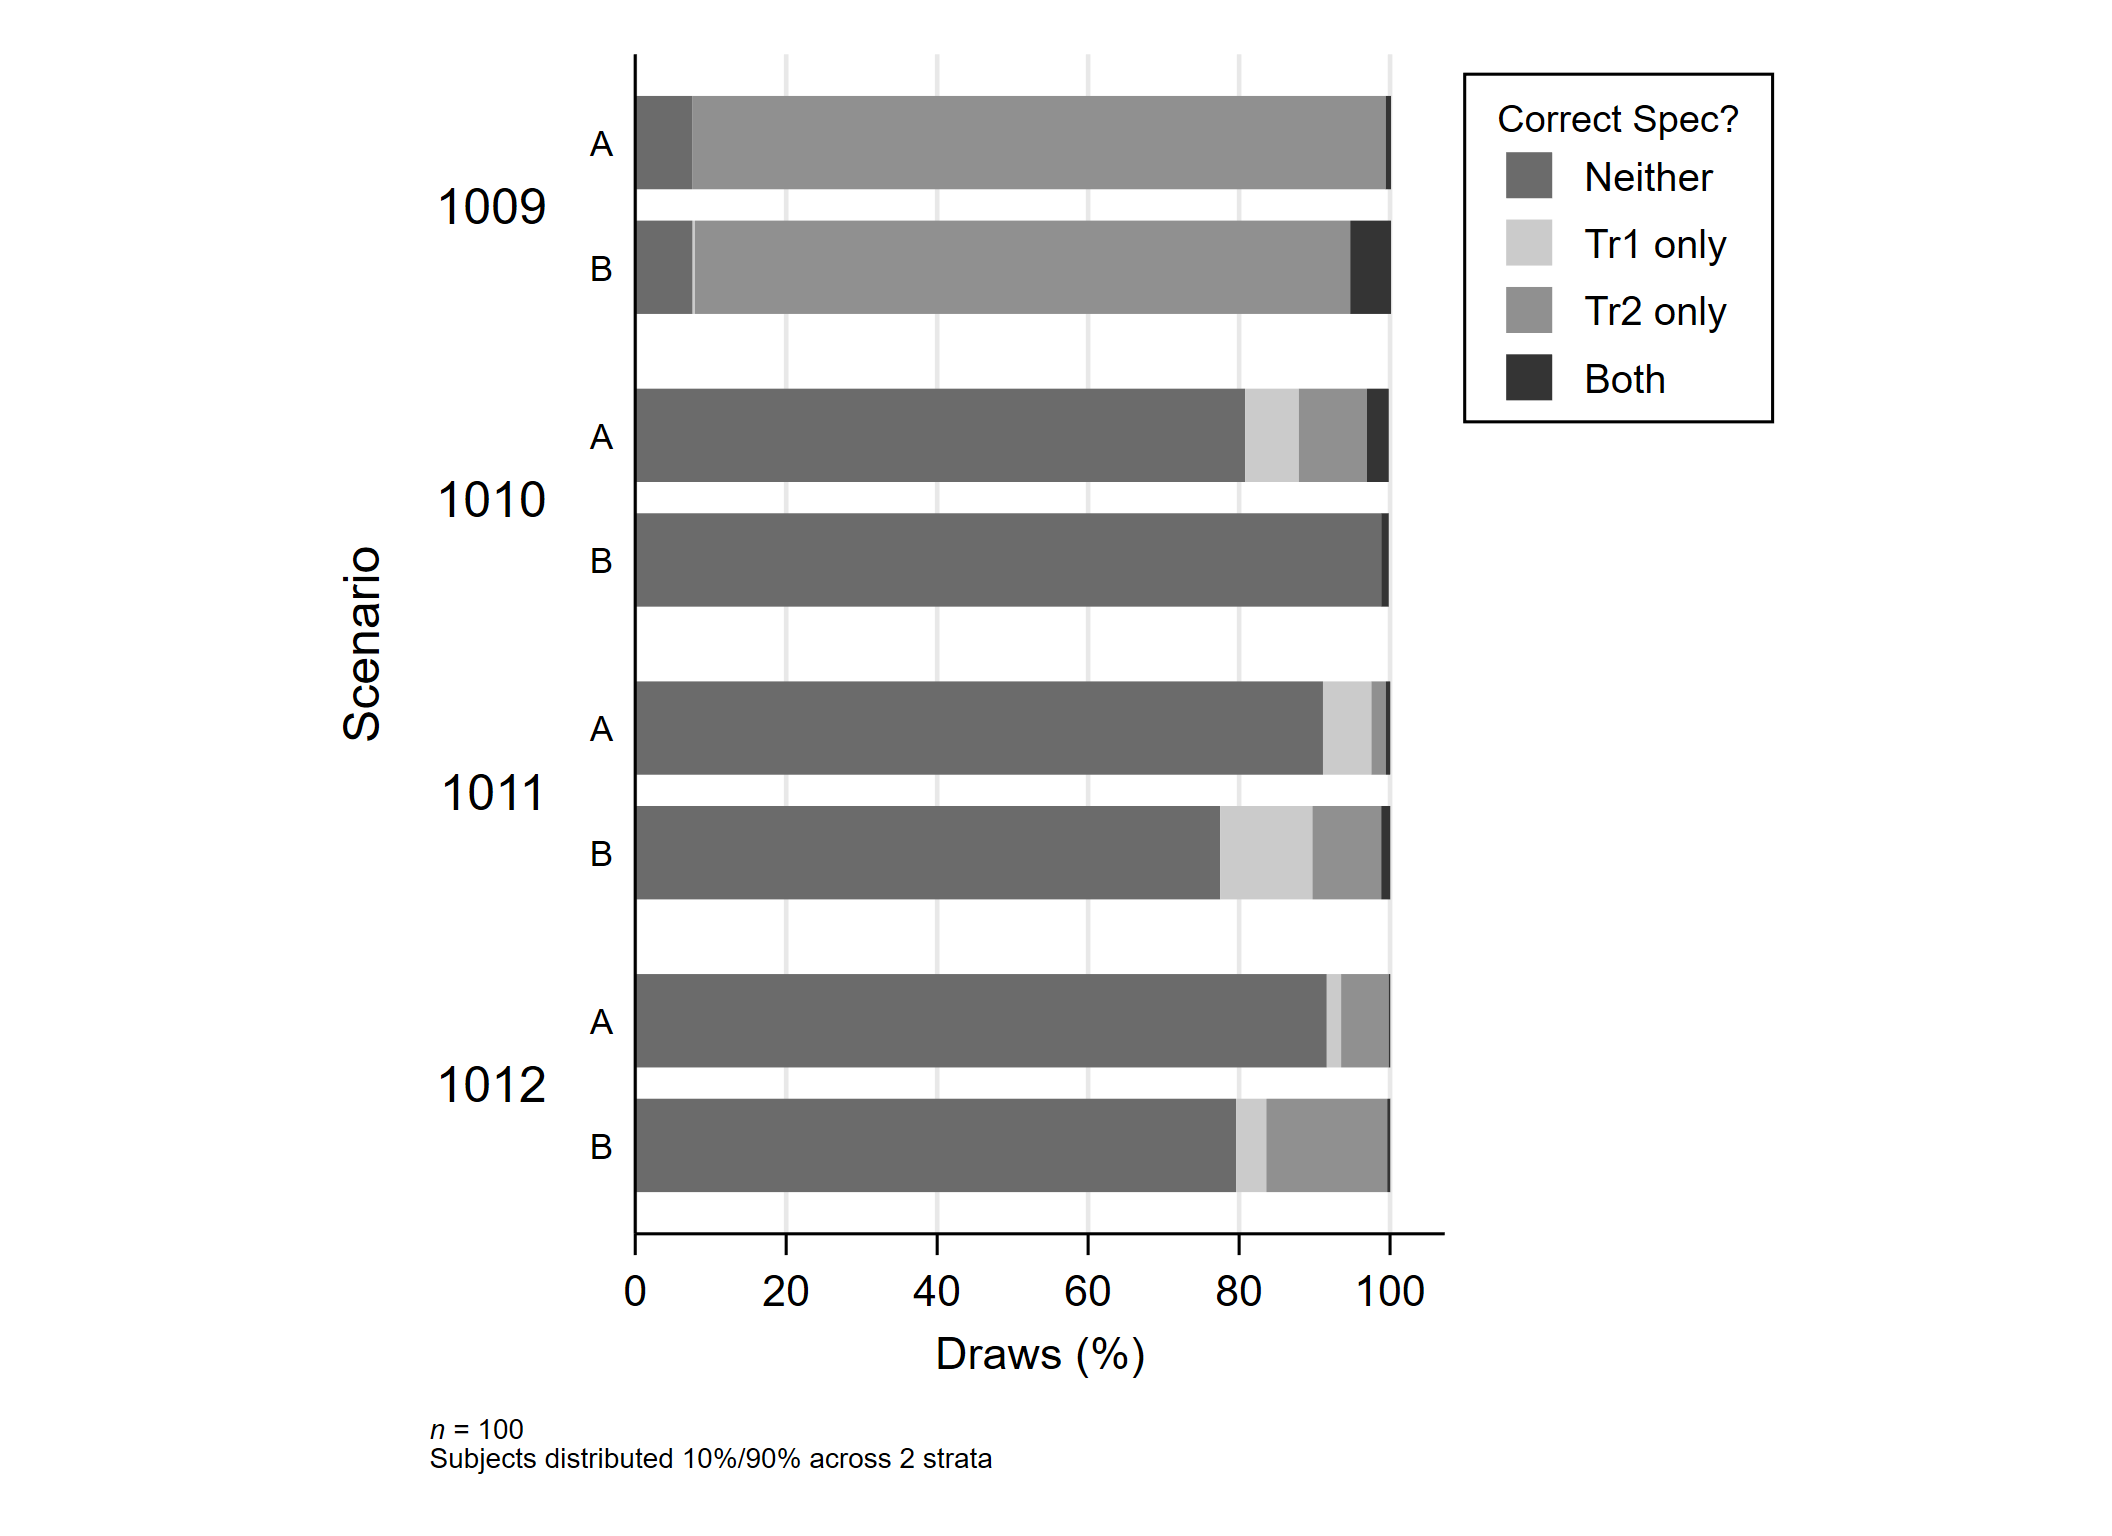 Correct Spec?
Neither
Tr1 only
Tr2 only
Both
Scenario
1009
A
B
1010
A
B
1011
A
B
1012
A
B
0 20 40 60 80 100
Draws (%)
n = 100
Subjects distributed 10%/90% across 2 strata